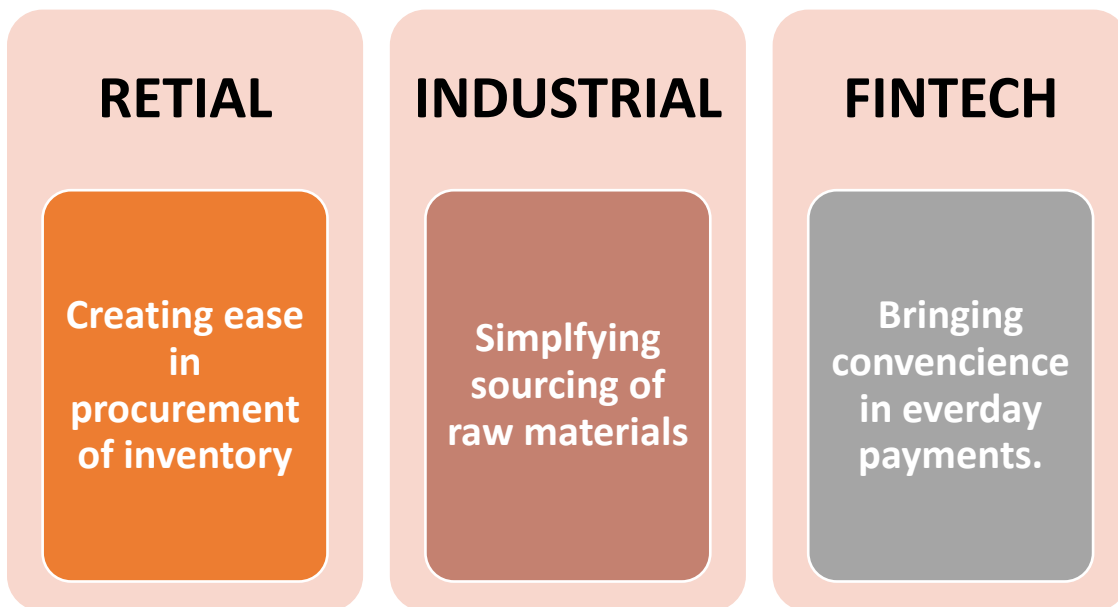 RETIAL
Creating ease
in
procurement
of inventory
INDUSTRIAL
Simplfying
sourcing of
raw materials
FINTECH
Bringing
convencience
in everday
payments.